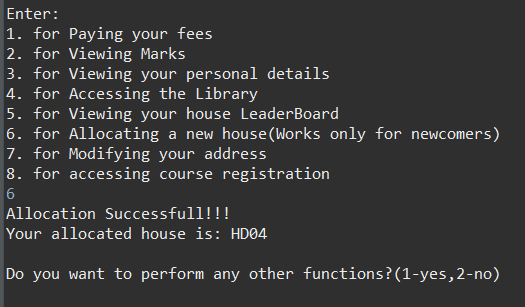 Enter:
1. for Paying your fees
2. for Viewing Marks
3. for Viewing your personal details
4. for Accessing the Library
5. for Viewing your house LeaderBoard
6. for Allocating a new house(Works only for newcomers)
7. for Modifying your address
8. for accessing course registration
6
Allocation Successfull!!!
Your allocated house is: HD04
Do you want to perform any other functions?(1-yes,2-no)